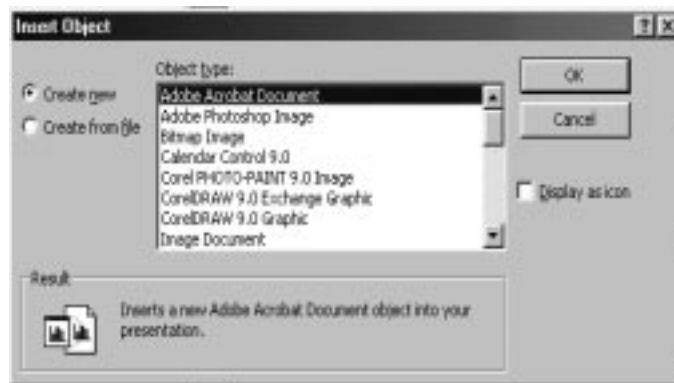 Insert Object
Object type:
Create new
Create from file
Adobe Acrobat Document
Adobe Photoshop Image
Bitmap Image
Calendar Control 9.0
Corel PHOTO-PAINT 9.0 Image
CorelDRAW 9.0 Exchange Graphic
CorelDRAW 9.0 Graphic
Image Document
OK
Cancel
Display as icon
Result
Inserts a new Adobe Acrobat Document object into your
presentation.